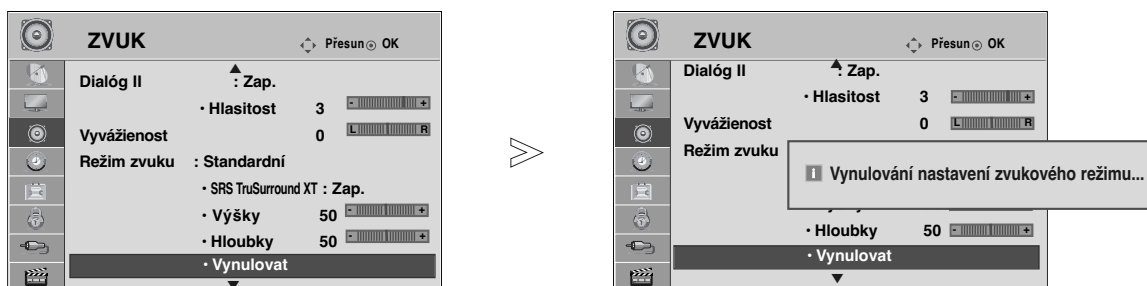 ZVUK
Přesun OK
Dialóg II : Zap.
• Hlasitost 3 - +
Vyvážienost 0 L R
Režim zvuku : Standardní
• SRS TruSurround XT : Zap.
• Výšky 50 - +
• Hloubky 50 - +
• Vynulovat
>
ZVUK
Přesun OK
Dialóg II : Zap.
• Hlasitost 3 - +
Vyvážienost 0 L R
Režim zvuku
i Vynulování nastavení zvukového režimu...
• Hloubky 50 - +
• Vynulovat